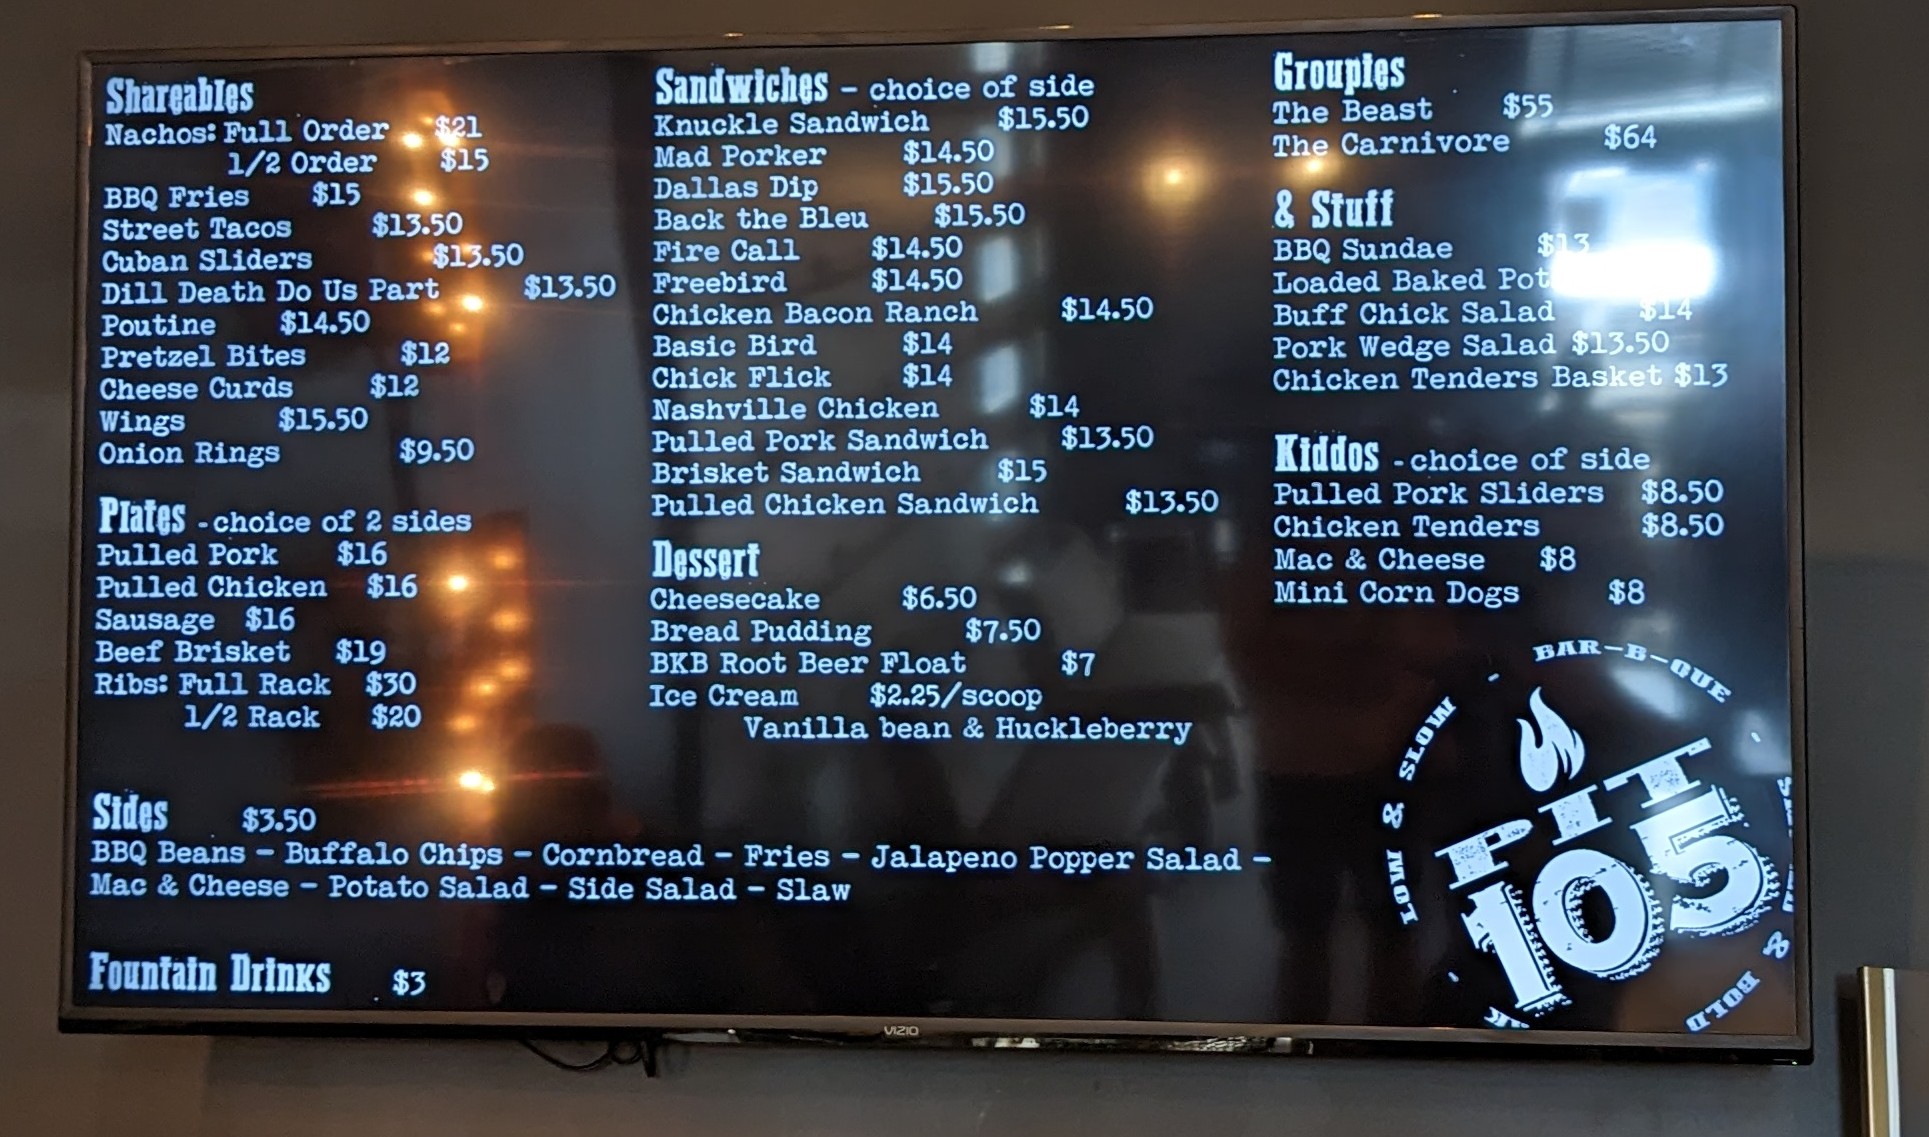 Shareables
Nachos: Full Order $21
1/2 Order $15
BBQ Fries $15
Street Tacos $13.50
Cuban Sliders $13.50
Dill Death Do Us Part $13.50
Poutine $14.50
Pretzel Bites $12
Cheese Curds $12
Wings $15.50
Onion Rings $9.50
Plates - choice of 2 sides
Pulled Pork $16
Pulled Chicken $16
Sausage $16
Beef Brisket $19
Ribs: Full Rack $30
1/2 Rack $20
Sides $3.50
BBQ Beans - Buffalo Chips - Cornbread - Fries - Jalapeno Popper Salad -
Mac & Cheese - Potato Salad - Side Salad - Slaw
Fountain Drinks $3
Sandwiches - choice of side
Knuckle Sandwich $15.50
Mad Porker $14.50
Dallas Dip $15.50
Back the Bleu $15.50
Fire Call $14.50
Freebird $14.50
Chicken Bacon Ranch $14.50
Basic Bird $14
Chick Flick $14
Nashville Chicken $14
Pulled Pork Sandwich $13.50
Brisket Sandwich $15
Pulled Chicken Sandwich $13.50
Dessert
Cheesecake $6.50
Bread Pudding $7.50
BKB Root Beer Float $7
Ice Cream $2.25/scoop
Vanilla bean & Huckleberry
Groupies
The Beast $55
The Carnivore $64
& Stuff
BBQ Sundae $13
Loaded Baked
Buff Chick Salad $14
Pork Wedge Salad $13.50
Chicken Tenders Basket $13
Kiddos - choice of side
Pulled Pork Sliders $8.50
Chicken Tenders $8.50
Mac & Cheese $8
Mini Corn Dogs $8
BAR-B-QUE
LOW & SLOW
PIT
105
& BOLD
VIZIO